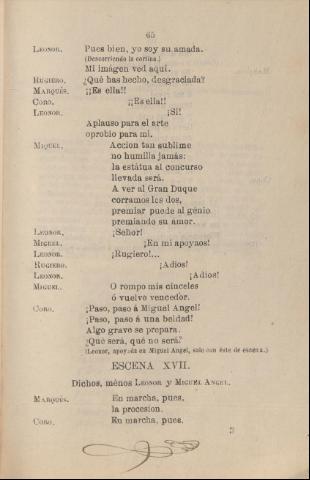 65
LEONOR. Pues bien, yo soy su amada.
(Descorriendo la cortina.)
Mi imágen ved aquí.
RUGIERO. ¿Qué has hecho, desgraciada?
MARQUÉS. ¡¡Es ella!!
CORO. ¡¡Es ella!!
LEONOR. ¡Sí!
Aplauso para el arte
oprobio para mí.
MIGUEL. Accion tan sublime
no humilla jamás:
la estátua al concurso
llevada será.
A ver al Gran Duque
corramos los dos,
premiar puede al génio
premiando su amor.
LEONOR. ¡Señor!
MIGUEL. ¡En mi apoyaos!
LEONOR. ¡Rugiero!...
RUGIERO. ¡Adios!
LEONOR. ¡Adios!
MIGUEL. O rompo mis cinceles
ó vuelvo vencedor.
CORO. ¡Paso, paso á Miguel Angel!
¡Paso, paso á una beldad!
Algo grave se prepara.
¿Qué será, qué no será?
(Leonor, apoyada en Miguel Angel, sale con éste de escena.)
ESCENA XVII.
Dichos, ménos LEONOR y MIGUEL ANGEL.
MARQUÉS. En marcha, pues,
la procesion.
CORO. En marcha, pues.